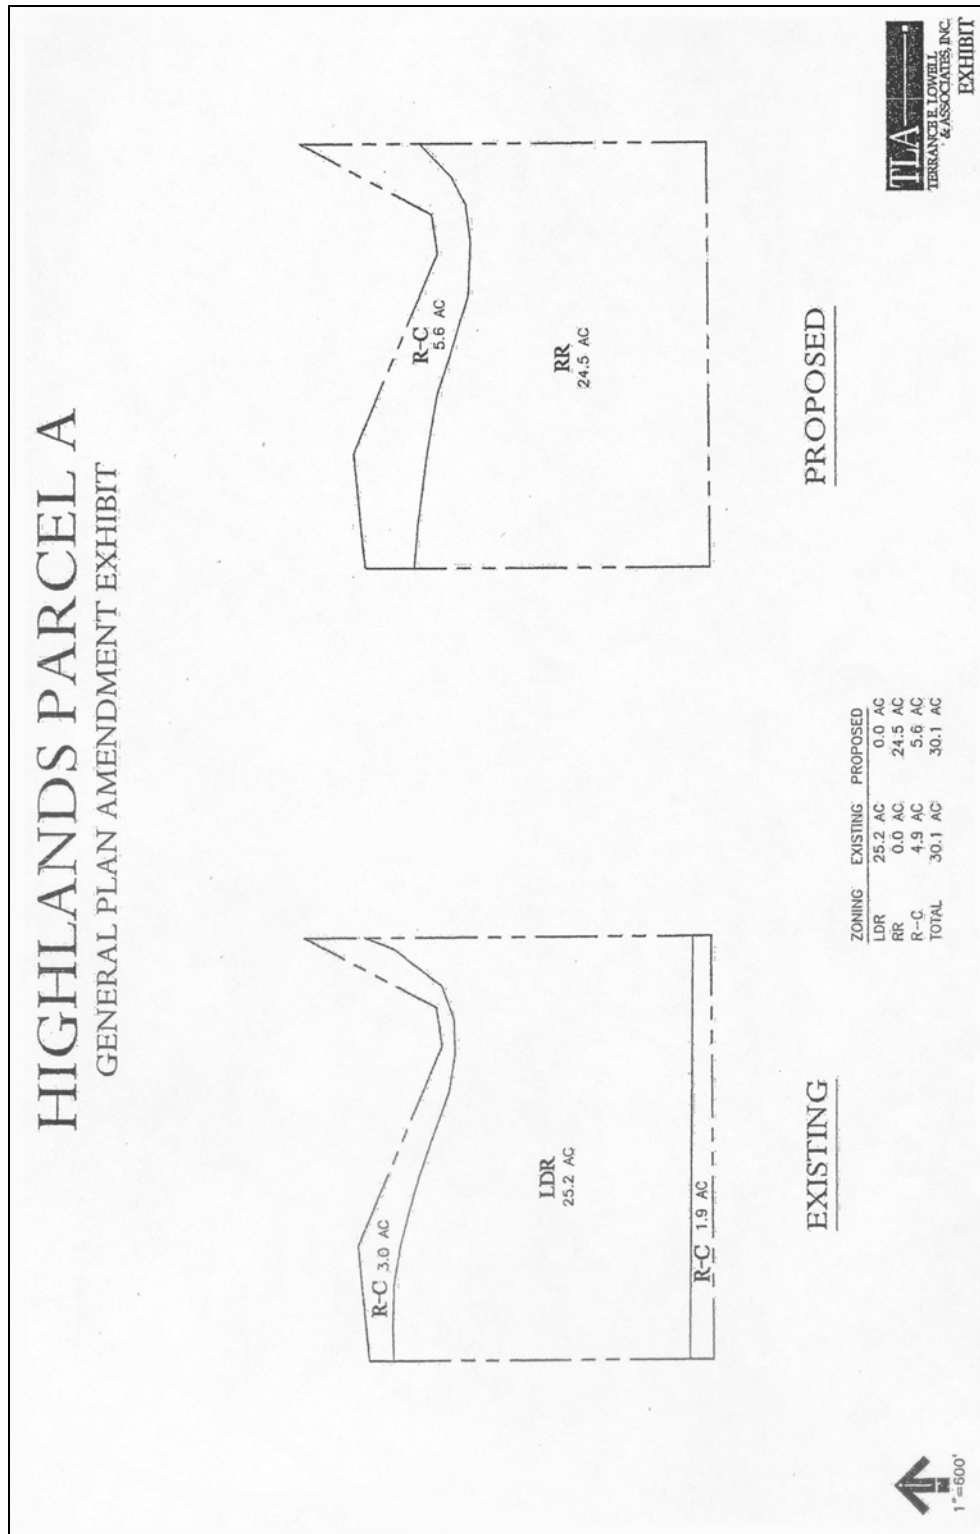 HIGHLANDS PARCEL A
GENERAL PLAN AMENDMENT EXHIBIT
R-C 3.0 AC
LDR
25.2 AC
R-C 1.9 AC
EXISTING
R-C
5.6 AC
RR
24.5 AC
PROPOSED
ZONING EXISTING PROPOSED
LDR 25.2 AC 0.0 AC
RR 0.0 AC 24.5 AC
R-C 4.9 AC 5.6 AC
TOTAL 30.1 AC 30.1 AC
1"=600'
TLA
TERRANCE E. LOWELL
& ASSOCIATES, INC.
EXHIBIT